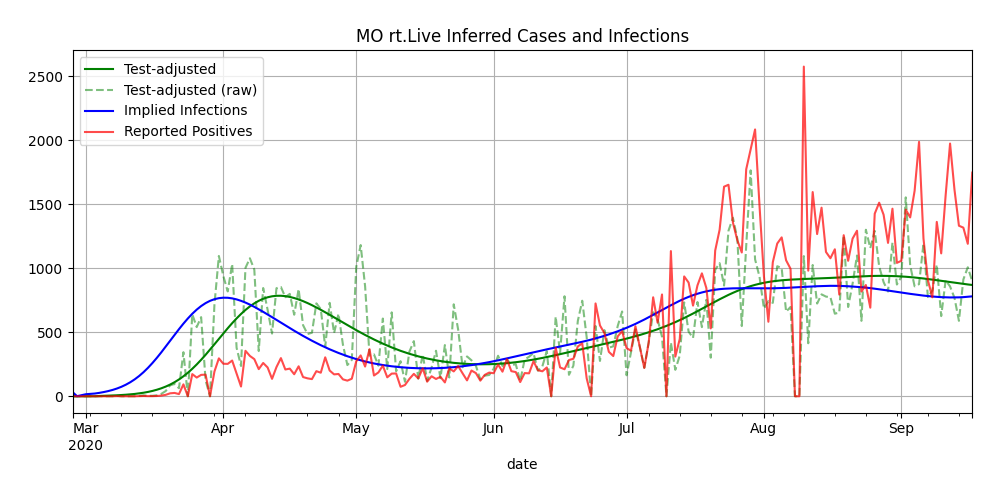 MO rt.Live Inferred Cases and Infections
Test-adjusted
Test-adjusted (raw)
Implied Infections
Reported Positives
2500
2000
1500
1000
500
0
Mar Apr May Jun Jul Aug Sep
2020
date